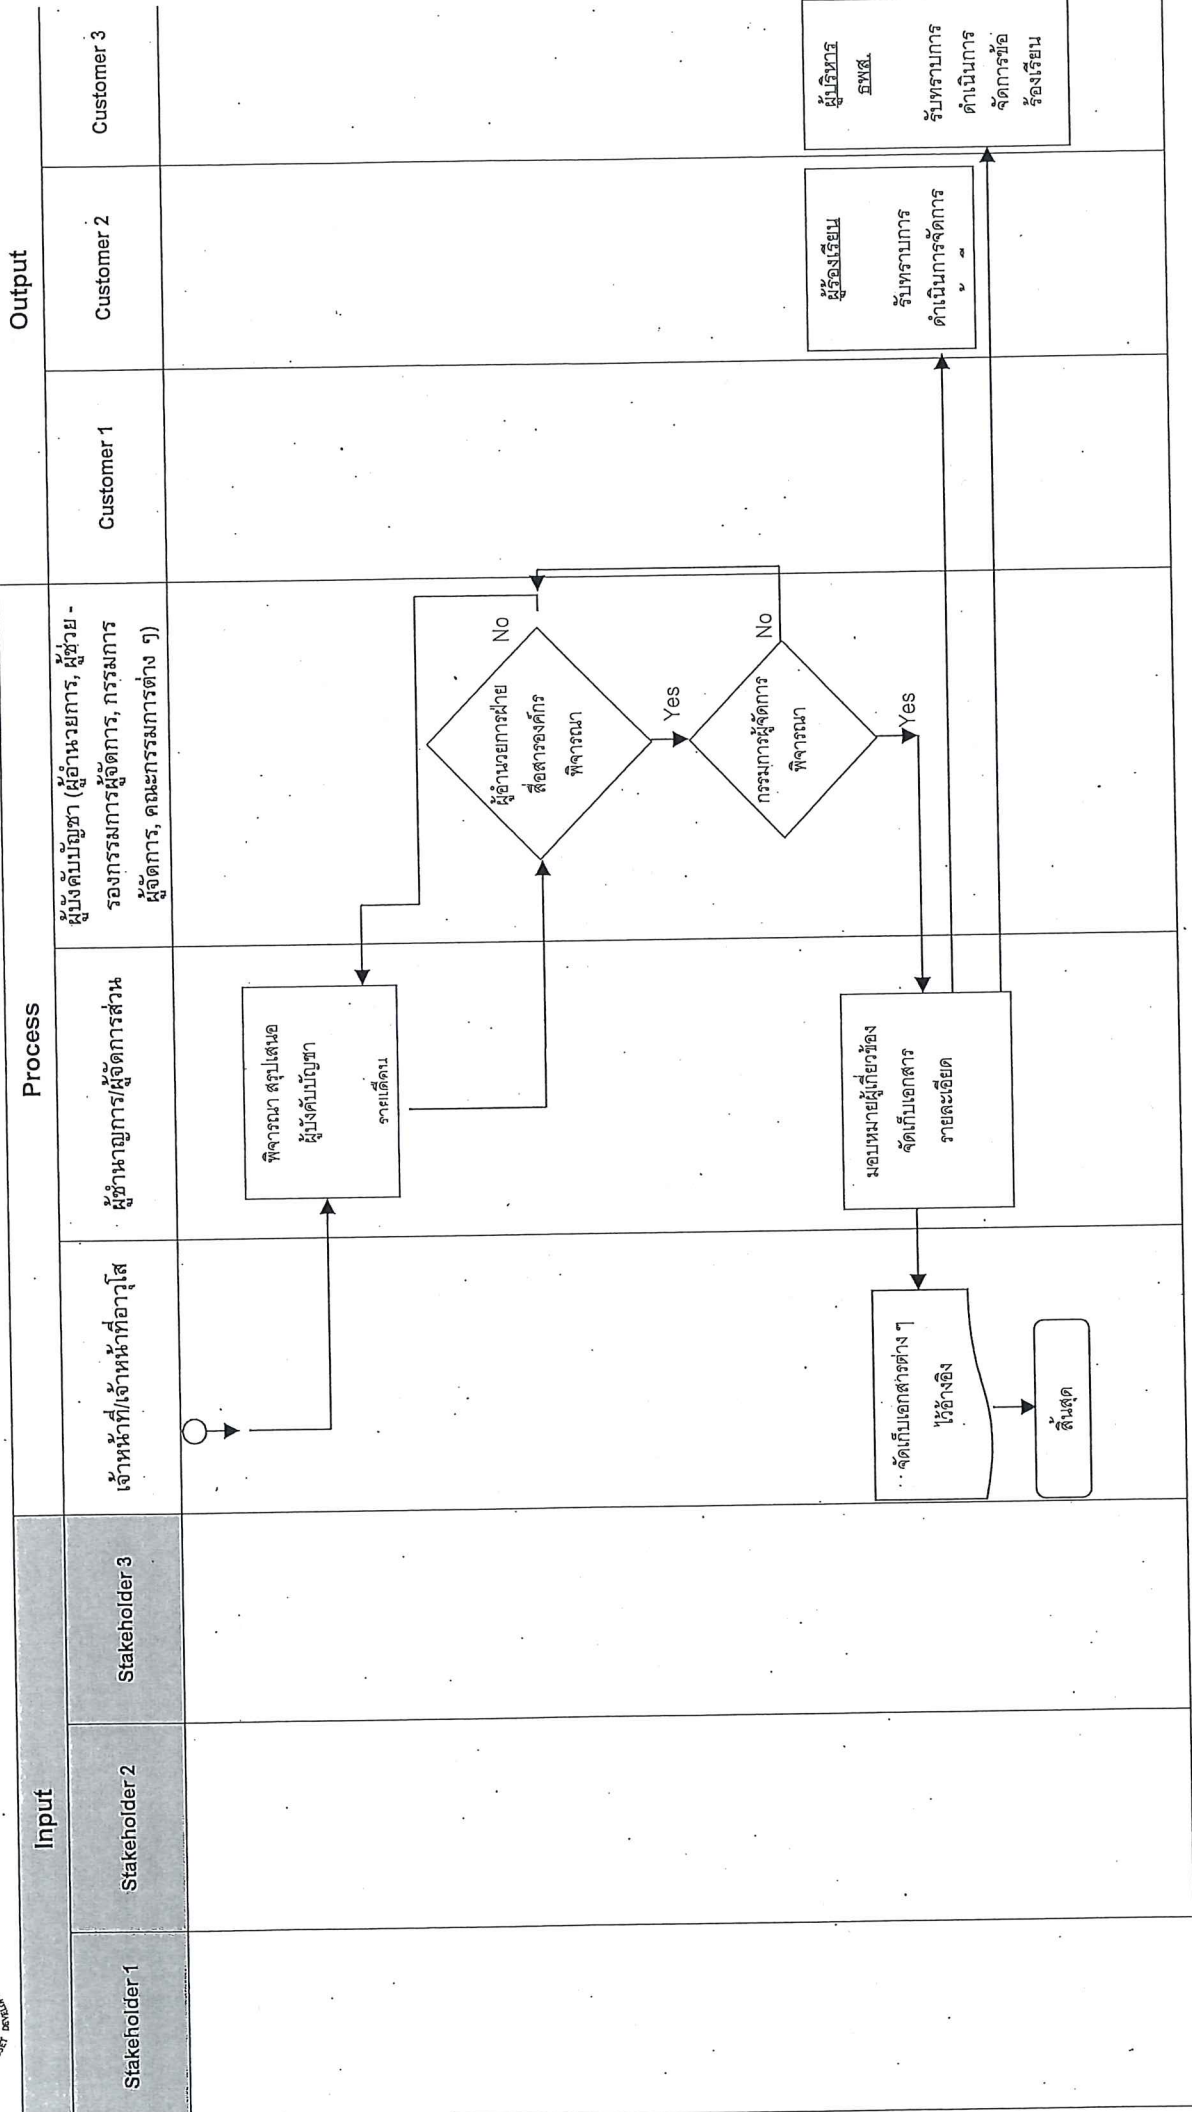 Input
Process
Output
Stakeholder 1
Stakeholder 2
Stakeholder 3
เจ้าหน้าที่/เจ้าหน้าที่อาวุโส
ผู้ชำนาญการ/ผู้จัดการส่วน
ผู้บังคับบัญชา (ผู้อำนวยการ, ผู้ช่วย -
รองกรรมการผู้จัดการ, กรรมการ
ผู้จัดการ, คณะกรรมการต่าง ๆ)
Customer 1
Customer 2
Customer 3
พิจารณา สรุปเสนอ
ผู้บังคับบัญชา
รายเดือน
ผู้อำนวยการฝ่าย
สื่อสารองค์กร
พิจารณา
No
Yes
กรรมการผู้จัดการ
พิจารณา
No
Yes
มอบหมายผู้เกี่ยวข้อง
จัดเก็บเอกสาร
รายละเอียด
ผู้ร้องเรียน
รับทราบการ
ดำเนินการจัดการ
ผู้บริหาร
ธพส.
รับทราบการ
ดำเนินการ
จัดการข้อ
ร้องเรียน
จัดเก็บเอกสารต่าง ๆ
ไว้อ้างอิง
สิ้นสุด